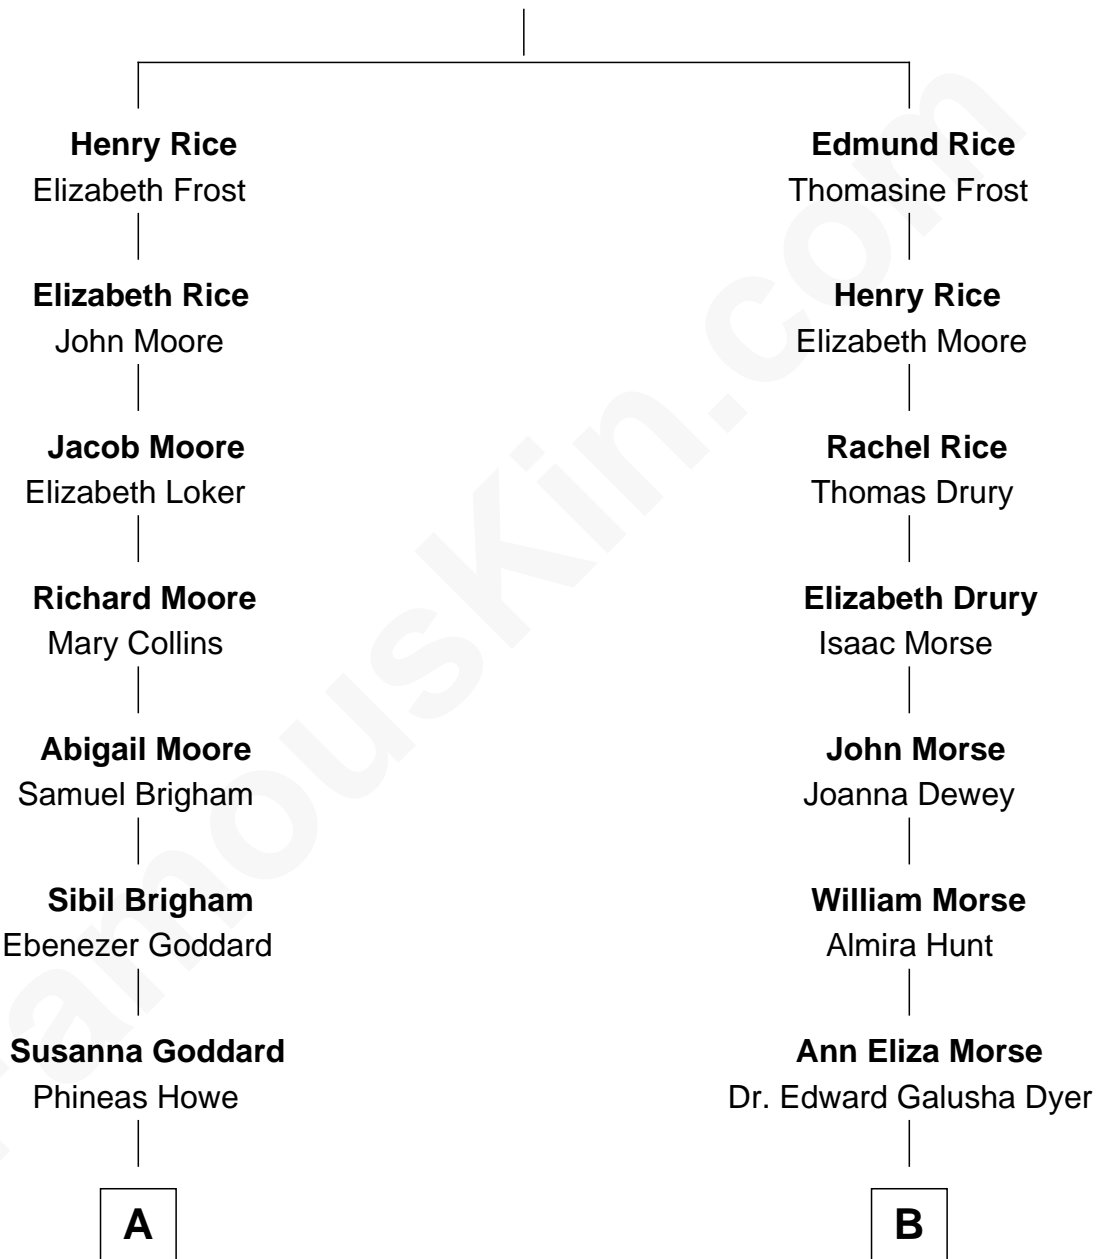 Henry Rice
Elizabeth Frost
Elizabeth Rice
John Moore
Jacob Moore
Elizabeth Loker
Richard Moore
Mary Collins
Abigail Moore
Samuel Brigham
Sibil Brigham
Ebenezer Goddard
Susanna Goddard
Phineas Howe
A
Edmund Rice
Thomasine Frost
Henry Rice
Elizabeth Moore
Rachel Rice
Thomas Drury
Elizabeth Drury
Isaac Morse
John Morse
Joanna Dewey
William Morse
Almira Hunt
Ann Eliza Morse
Dr. Edward Galusha Dyer
B
FamousKin.com